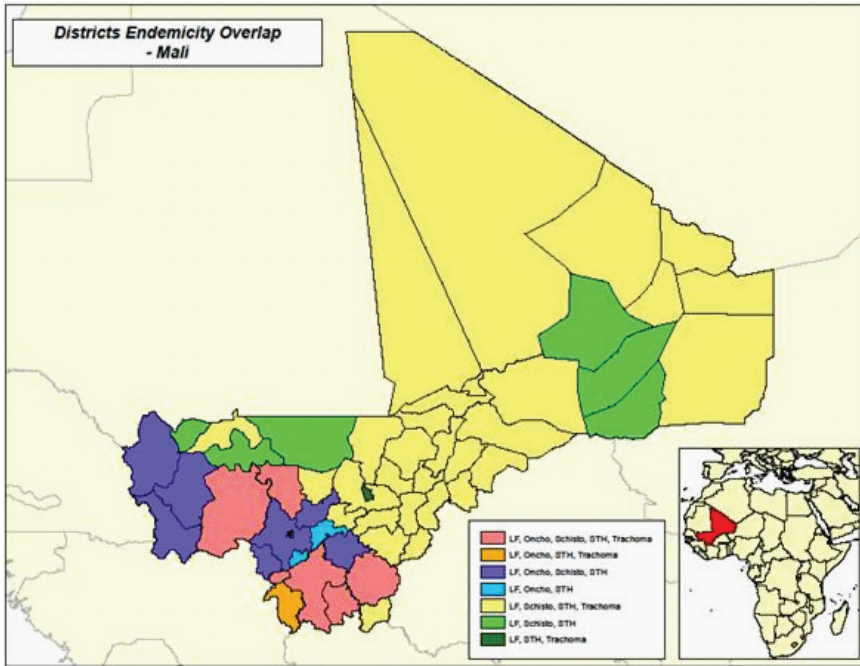 Districts Endemicity Overlap
- Mali
LF, Oncho, Schisto, STH, Trachoma
LF, Oncho, STH, Trachoma
LF, Oncho, Schisto, STH
LF, Oncho, STH
LF, Schisto, STH, Trachoma
LF, Schisto, STH
LF, STH, Trachoma